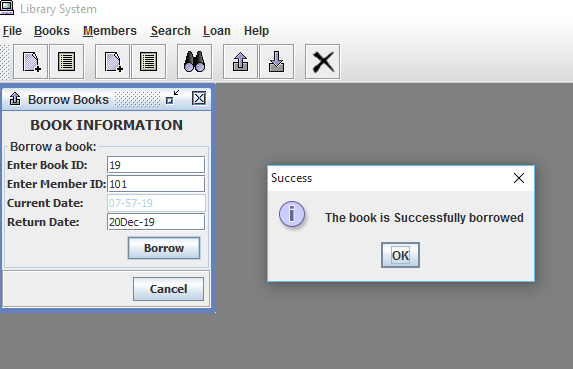 Library System
File Books Members Search Loan Help
Borrow Books
BOOK INFORMATION
Borrow a book:
Enter Book ID: 19
Enter Member ID: 101
Current Date: 07-57-19
Return Date: 20Dec-19
Borrow
Cancel
Success
The book is Successfully borrowed
OK